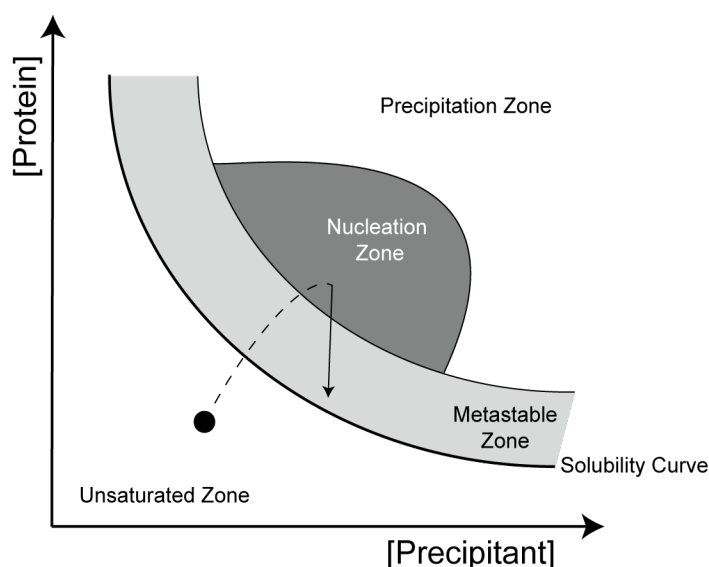 [Protein]
Precipitation Zone
Nucleation
Zone
Metastable
Zone
Solubility Curve
Unsaturated Zone
[Precipitant]